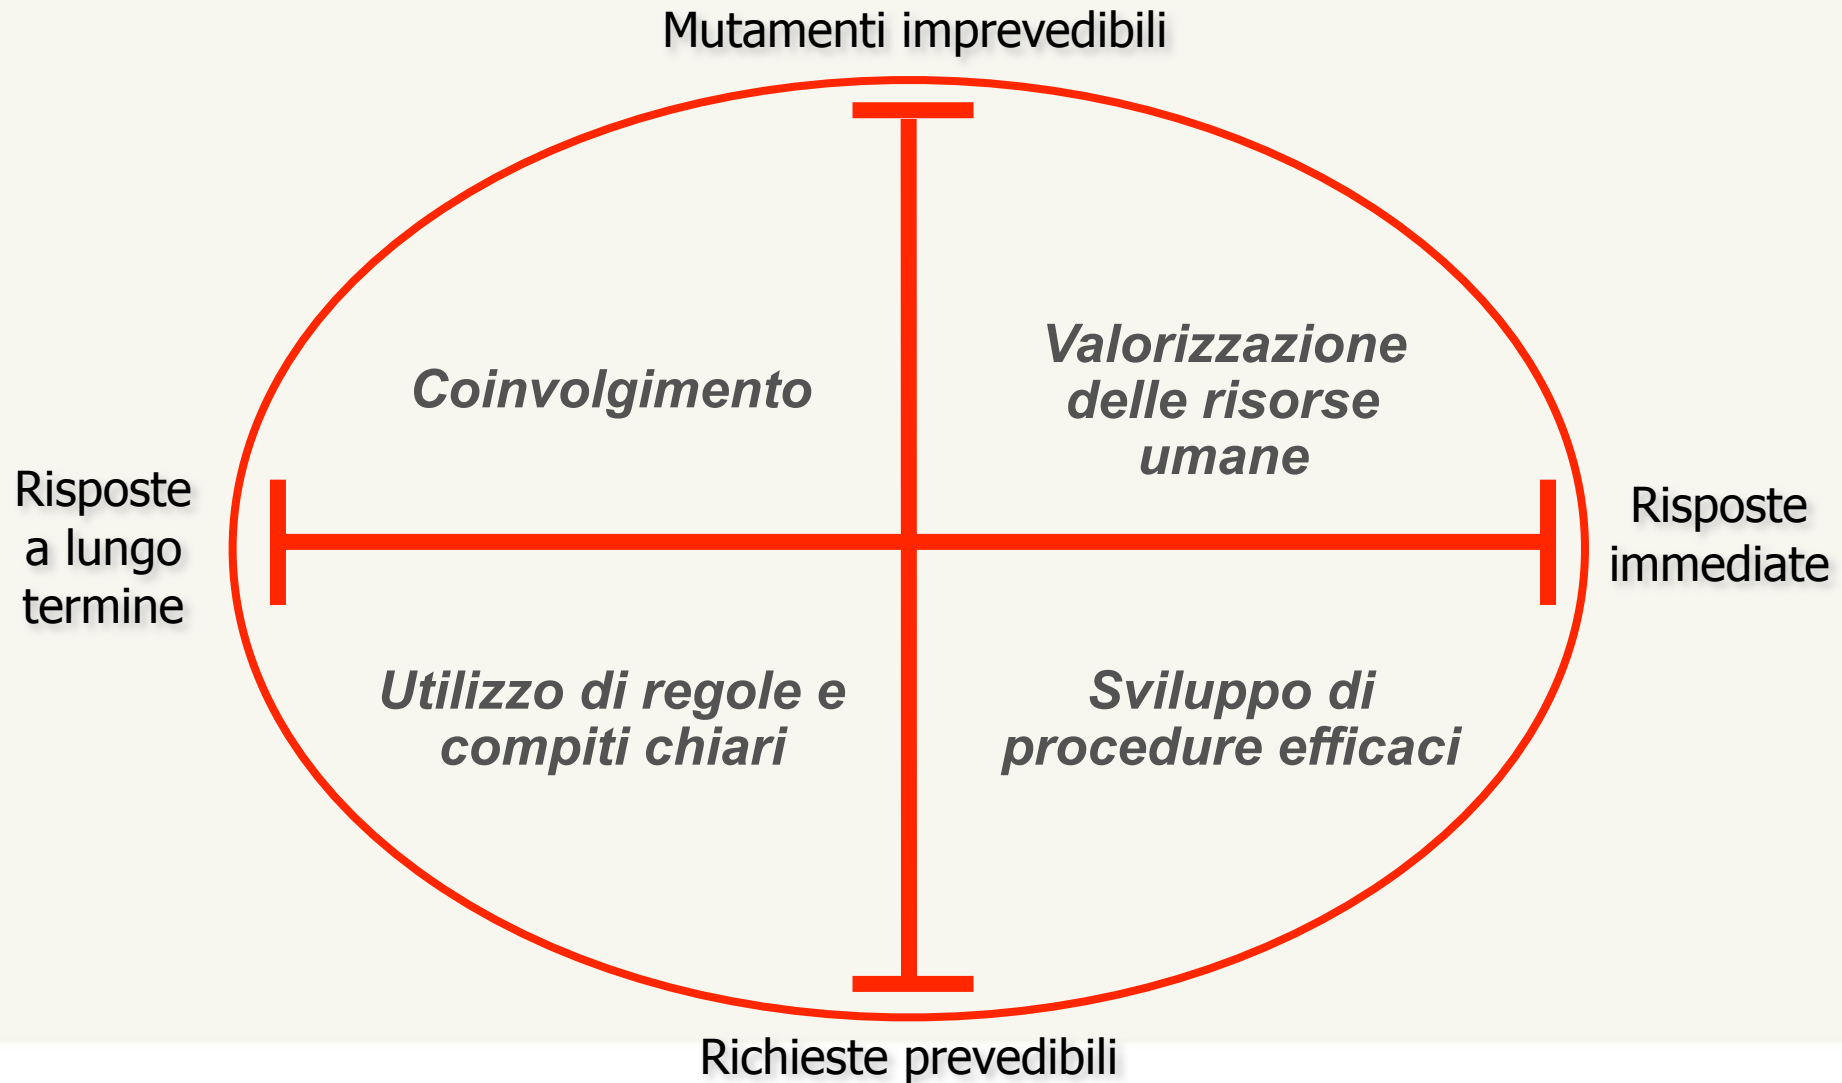 Mutamenti imprevedibili
Coinvolgimento
Valorizzazione
delle risorse
umane
Risposte
a lungo
termine
Risposte
immediate
Utilizzo di regole e
compiti chiari
Sviluppo di
procedure efficaci
Richieste prevedibili